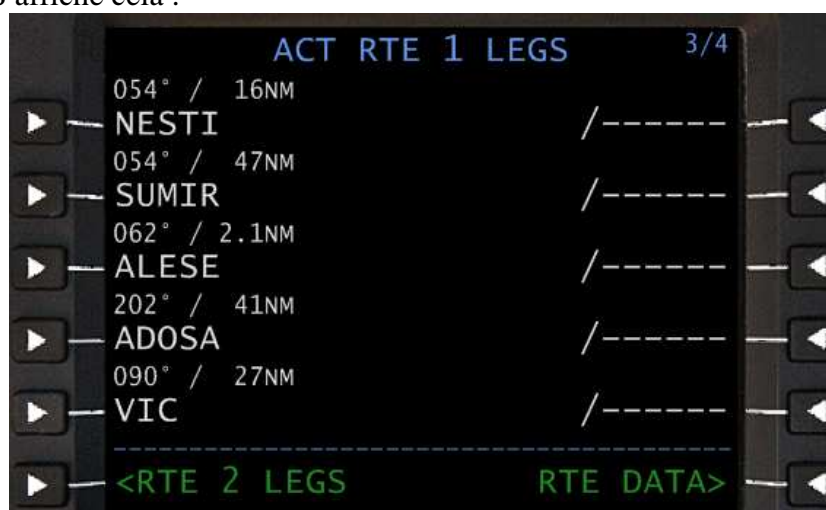 ACT RTE 1 LEGS 3/4
054° / 16NM
NESTI /------
054° / 47NM
SUMIR /------
062° / 2.1NM
ALESE /------
202° / 41NM
ADOSA /------
090° / 27NM
VIC /------
<RTE 2 LEGS RTE DATA>